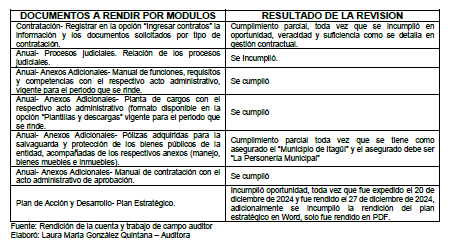 DOCUMENTOS A RENDIR POR MODULOS
RESULTADO DE LA REVISION
Contratación- Registrar en la opción "Ingresar contratos" la
información y los documentos solicitados por tipo de
contratación.
Cumplimiento parcial, toda vez que se incumplió en
oportunidad, veracidad y suficiencia como se detalla en
gestión contractual.
Anual- Procesos judiciales. Relación de los procesos
judiciales.
Se Incumplió.
Anual- Anexos Adicionales- Manual de funciones, requisitos
y competencias con el respectivo acto administrativo,
vigente para el periodo que se rinde.
Se cumplió
Anual- Anexos Adicionales- Planta de cargos con el
respectivo acto administrativo (formato disponible en la
opción "Plantillas y descargas" vigente para el periodo que
se rinde.
Se cumplió
Anual- Anexos Adicionales- Pólizas adquiridas para la
salvaguarda y protección de los bienes públicos de la
entidad, acompañadas de los respectivos anexos (manejo,
bienes muebles e inmuebles).
Cumplimiento parcial toda vez que se tiene como
asegurado el "Municipio de Itagüí" y el asegurado debe ser
"La Personería Municipal"
Anual- Anexos Adicionales- Manual de contratación con el
acto administrativo de aprobación.
Se cumplió
Plan de Acción y Desarrollo- Plan Estratégico.
Incumplió oportunidad, toda vez que fue expedido el 20 de
diciembre de 2024 y fue rendido el 27 de diciembre de 2024,
adicionalmente se incumplió la rendición del plan
estratégico en Word, solo fue rendido en PDF.
Fuente: Rendición de la cuenta y trabajo de campo auditor
Elaboró: Laura María González Quintana – Auditora